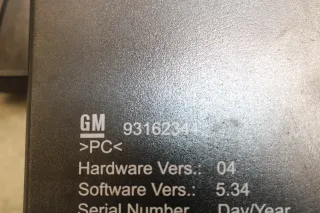 GM 9316234
>PC<
Hardware Vers.: 04
Software Vers.: 5.34
Serial Number Day/Year